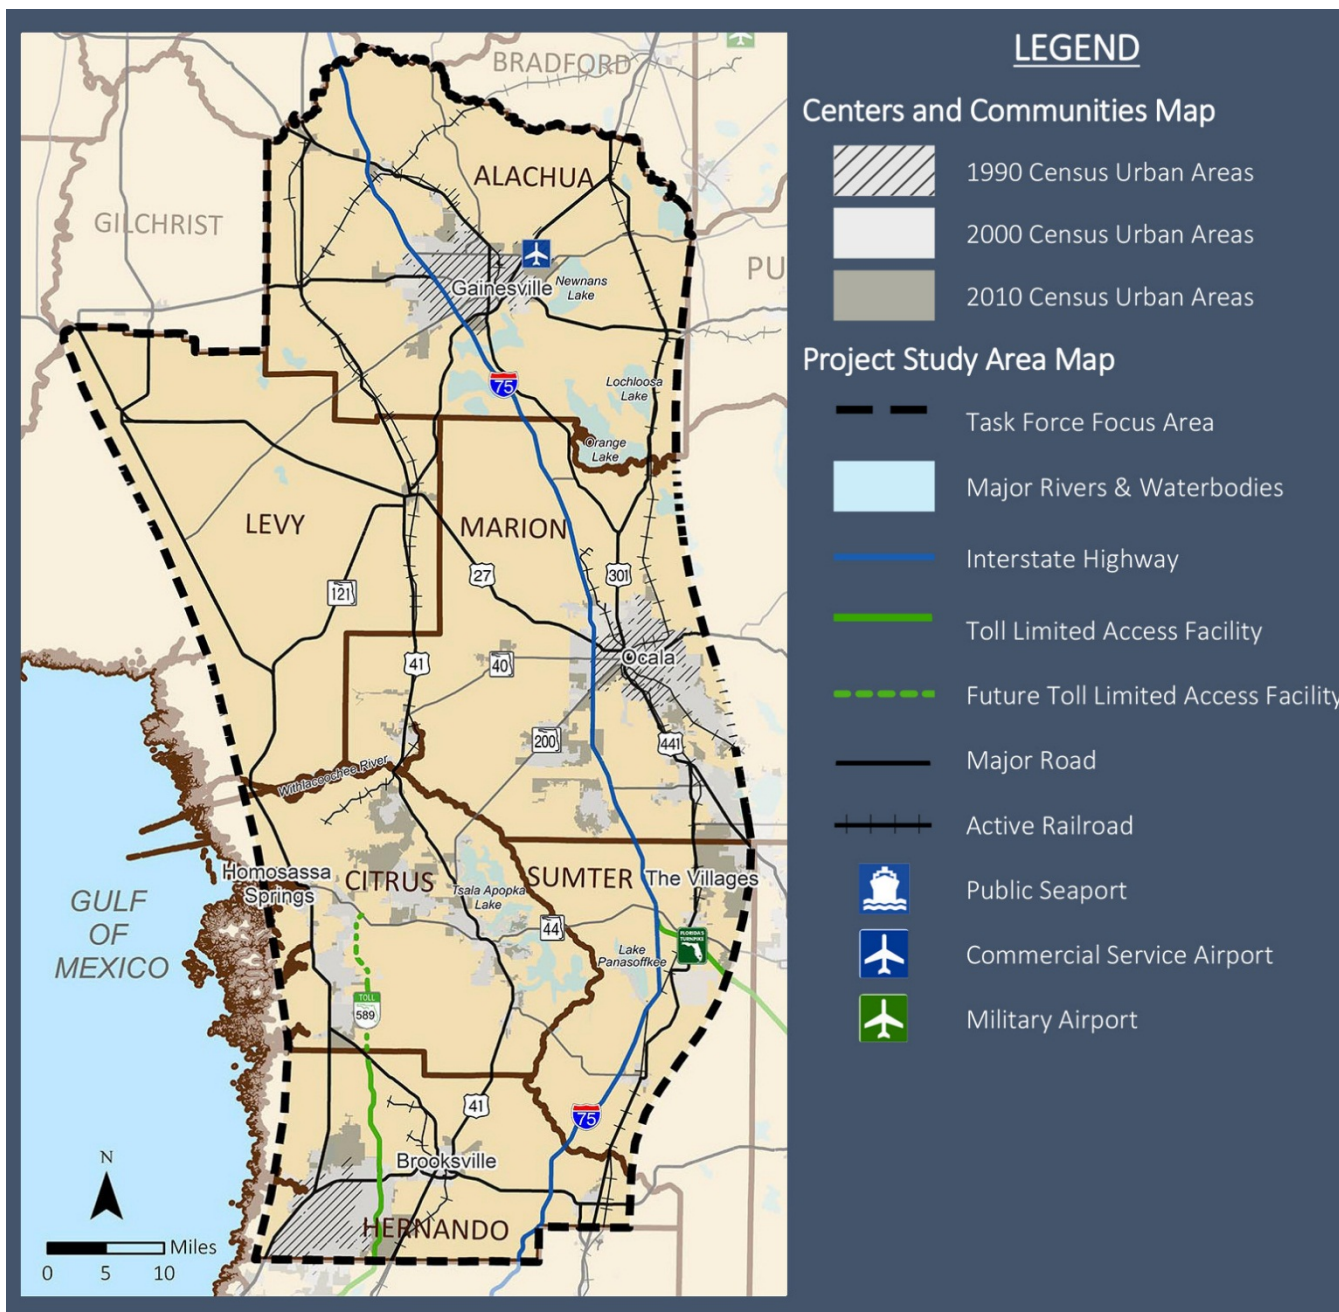 BRADFORD
ALACHUA
GILCHRIST
PU
Gainesville
Newnans
Lake
75
Lochloosa
Lake
Orange
Lake
LEVY
MARION
27
301
121
41
40
Ocala
200
441
Withlacoochee River
Homosassa
Springs
CITRUS
Tsala Apopka
Lake
SUMTER
The Villages
44
Lake
Panasoffkee
FLORIDA'S
TURNPIKE
GULF
OF
MEXICO
TOLL
589
41
75
Brooksville
HERNANDO
N
Miles
0 5 10
LEGEND
Centers and Communities Map
1990 Census Urban Areas
2000 Census Urban Areas
2010 Census Urban Areas
Project Study Area Map
Task Force Focus Area
Major Rivers & Waterbodies
Interstate Highway
Toll Limited Access Facility
Future Toll Limited Access Facility
Major Road
Active Railroad
Public Seaport
Commercial Service Airport
Military Airport